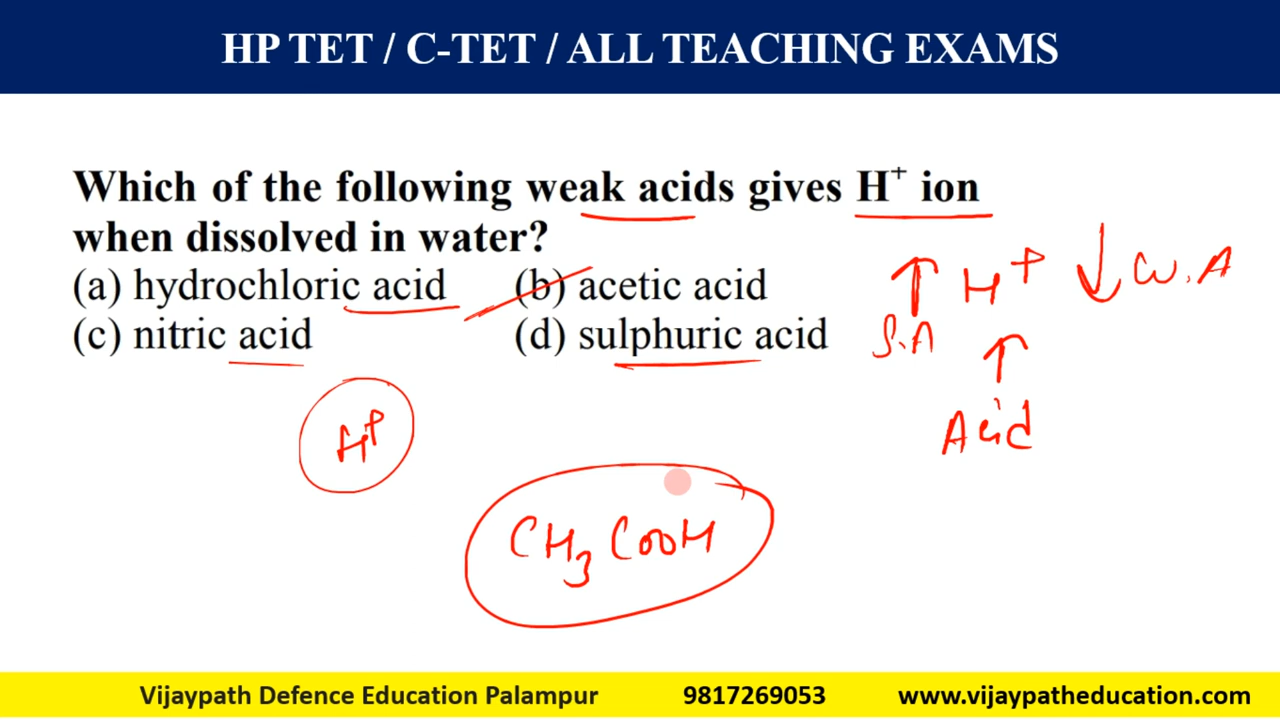 HP TET / C-TET / ALL TEACHING EXAMS
Which of the following weak acids gives H⁺ ion
when dissolved in water?
(a) hydrochloric acid (b) acetic acid
(c) nitric acid (d) sulphuric acid
↑ H⁺ ↓ W.A
S.A ↑
Acid
H⁺
CH₃COOH
Vijaypath Defence Education Palampur 9817269053 www.vijaypatheducation.com